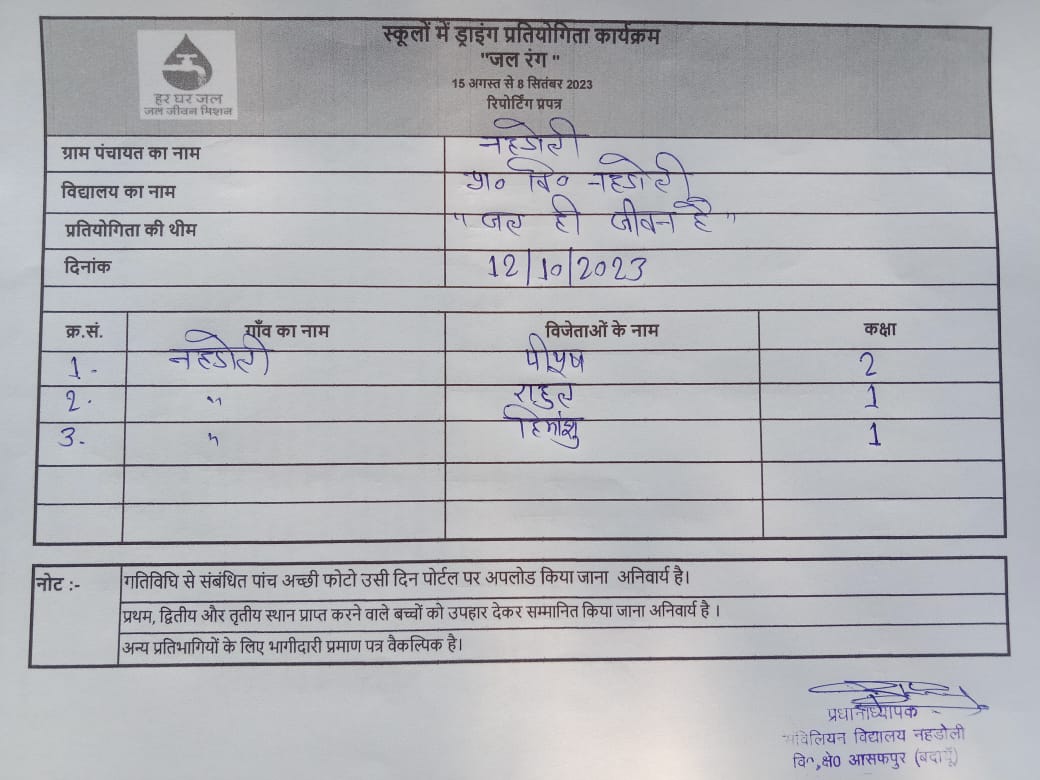 स्कूलों में ड्राइंग प्रतियोगिता कार्यक्रम
"जल रंग "
15 अगस्त से 8 सितंबर 2023
रिपोर्टिंग प्रपत्र
हर घर जल
जल जीवन मिशन
ग्राम पंचायत का नाम नहडोली
विद्यालय का नाम प्रा० वि० नहडोली
प्रतियोगिता की थीम " जल ही जीवन है "
दिनांक 12/10/2023
क्र.सं. गाँव का नाम विजेताओं के नाम कक्षा
1. नहडोली पीयूष 2
2. " राहुल 1
3. " हिमांशु 1
नोट :- गतिविधि से संबंधित पांच अच्छी फोटो उसी दिन पोर्टल पर अपलोड किया जाना अनिवार्य है।
प्रथम, द्वितीय और तृतीय स्थान प्राप्त करने वाले बच्चों को उपहार देकर सम्मानित किया जाना अनिवार्य है ।
अन्य प्रतिभागियों के लिए भागीदारी प्रमाण पत्र वैकल्पिक है।
प्रधानाध्यापक
संविलियन विद्यालय नहडोली
वि०,क्षे० आसफपुर (बदायूँ)